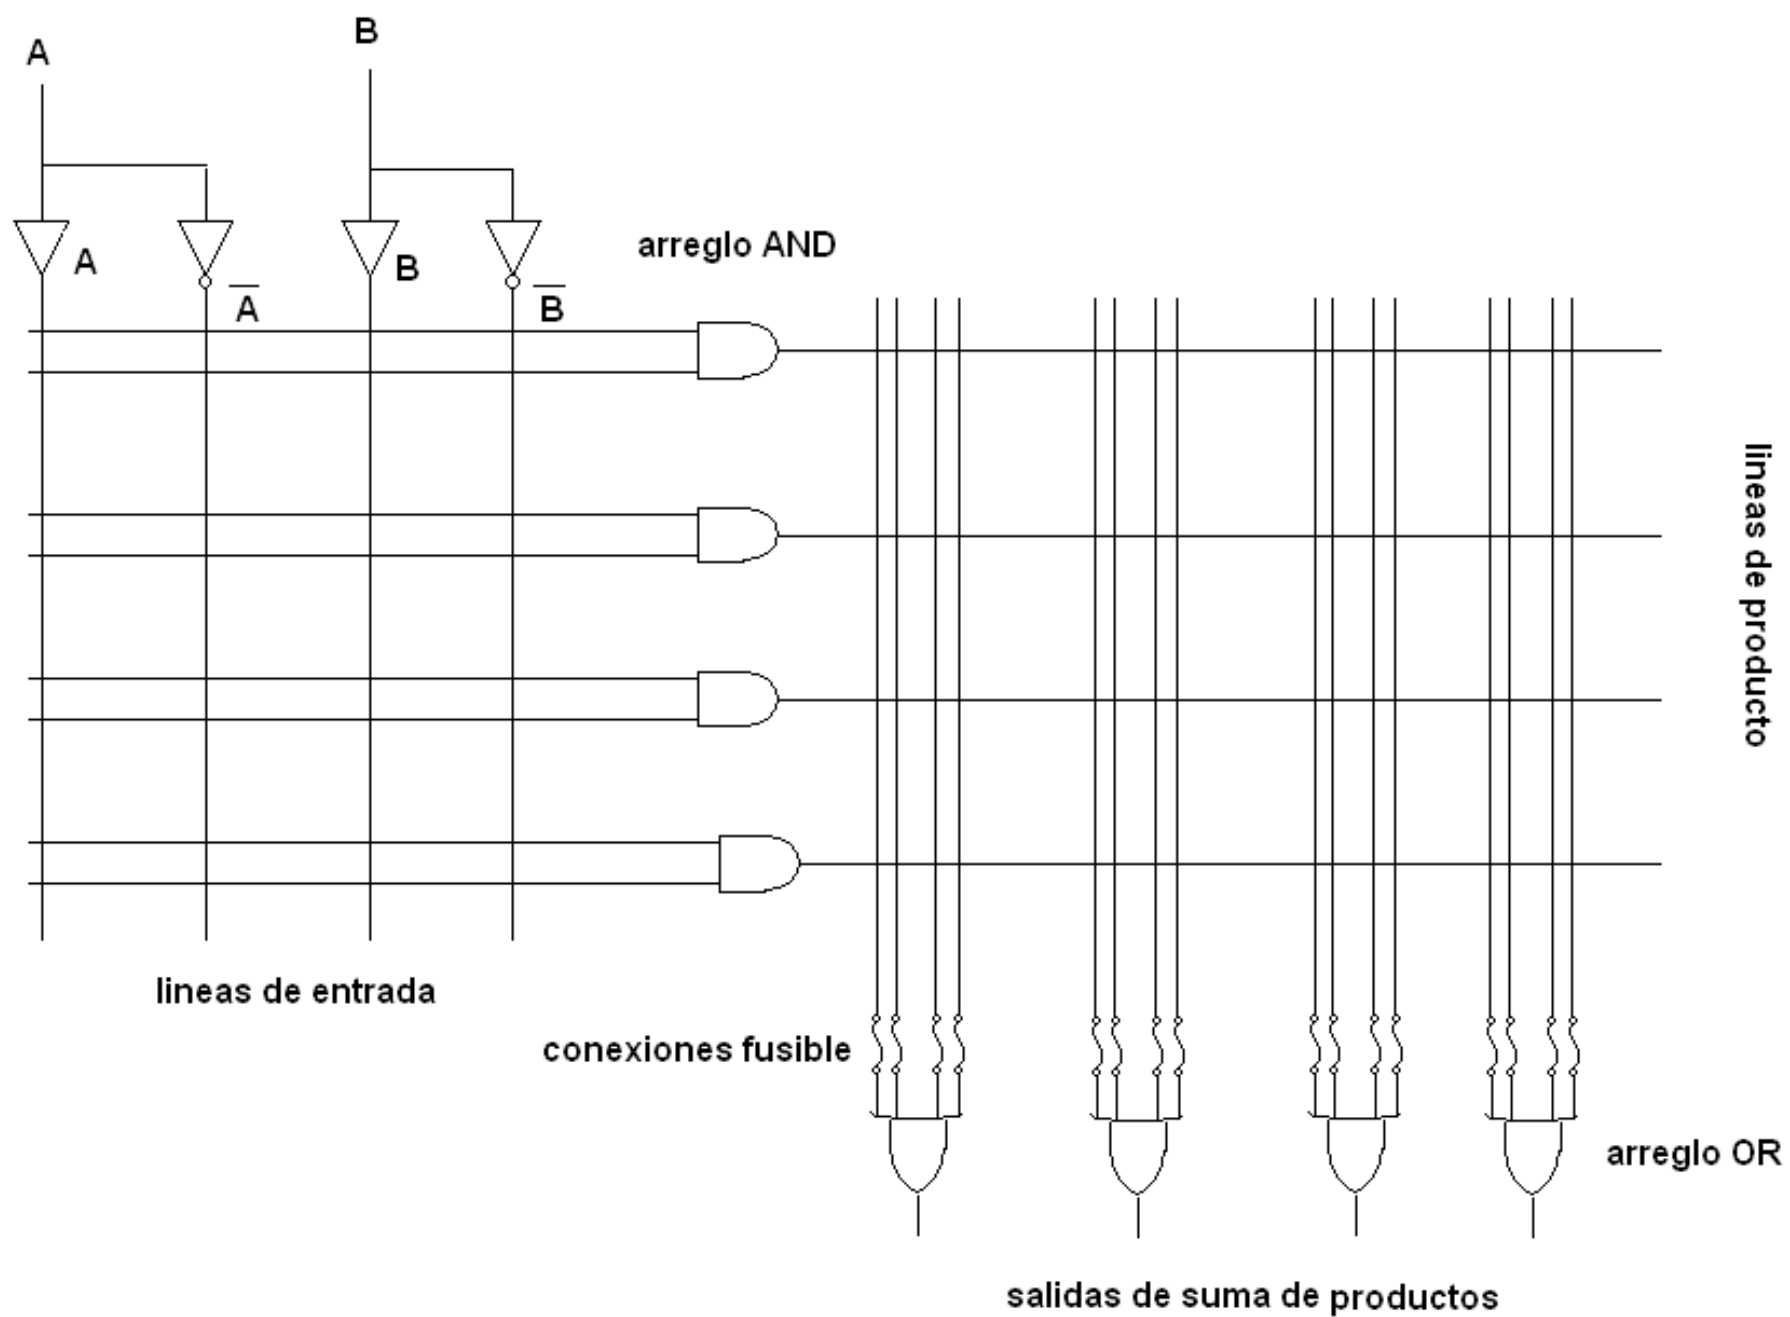 A
B
A
A̅
B
B̅
arreglo AND
lineas de producto
lineas de entrada
conexiones fusible
arreglo OR
salidas de suma de productos